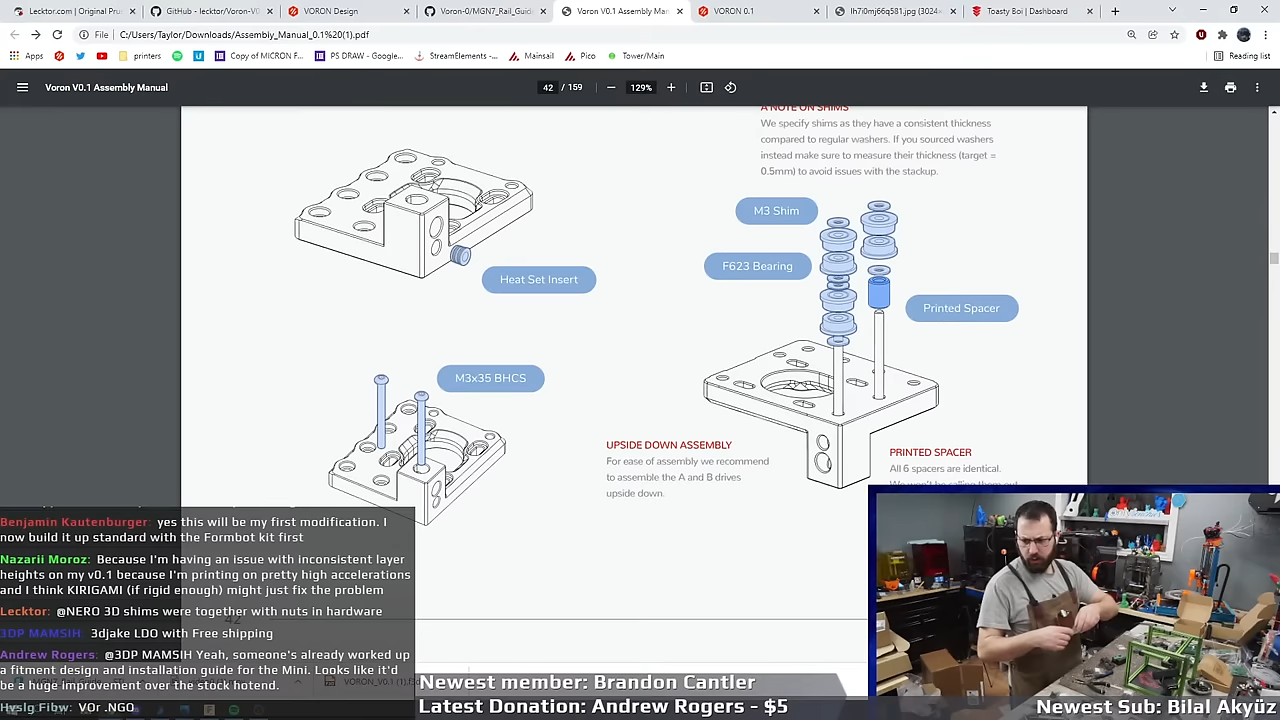 Lecktor.com | Original Pru
GitHub - lecktor/Voron-V0
VORON Design
Voron-0/MGN7_Rail_Guid
Voron V0.1 Assembly Manual
VORON 0.1
lh7i0mj66q581.jpg (3024×
Toasty Boi | Dashboard
File
C:/Users/Taylor/Downloads/Assembly_Manual_0.1%20(1).pdf
Apps
printers
Copy of MICRON F...
PS DRAW - Google...
StreamElements -...
Mainsail
Pico
Tower/Main
Reading list
Voron V0.1 Assembly Manual
42 / 159
129%
A NOTE ON SHIMS
We specify shims as they have a consistent thickness
compared to regular washers. If you sourced washers
instead make sure to measure their thickness (target =
0.5mm) to avoid issues with the stackup.
M3 Shim
F623 Bearing
Heat Set Insert
Printed Spacer
M3x35 BHCS
UPSIDE DOWN ASSEMBLY
For ease of assembly we recommend
to assemble the A and B drives
upside down.
PRINTED SPACER
All 6 spacers are identical.
Benjamin Kautenburger: yes this will be my first modification. I
now build it up standard with the Formbot kit first
Nazarii Moroz: Because I'm having an issue with inconsistent layer
heights on my v0.1 because I'm printing on pretty high accelerations
and I think KIRIGAMI (if rigid enough) might just fix the problem
Lecktor: @NERO 3D shims were together with nuts in hardware
42
3DP MAMSIH: 3djake LDO with Free shipping
Andrew Rogers: @3DP MAMSIH Yeah, someone's already worked up
a fitment design and installation guide for the Mini. Looks like it'd
be a huge improvement over the stock hotend.
Hyslg Fibw: V0r .NGO
Newest member: Brandon Cantler
Latest Donation: Andrew Rogers - $5
Newest Sub: Bilal Akyüz